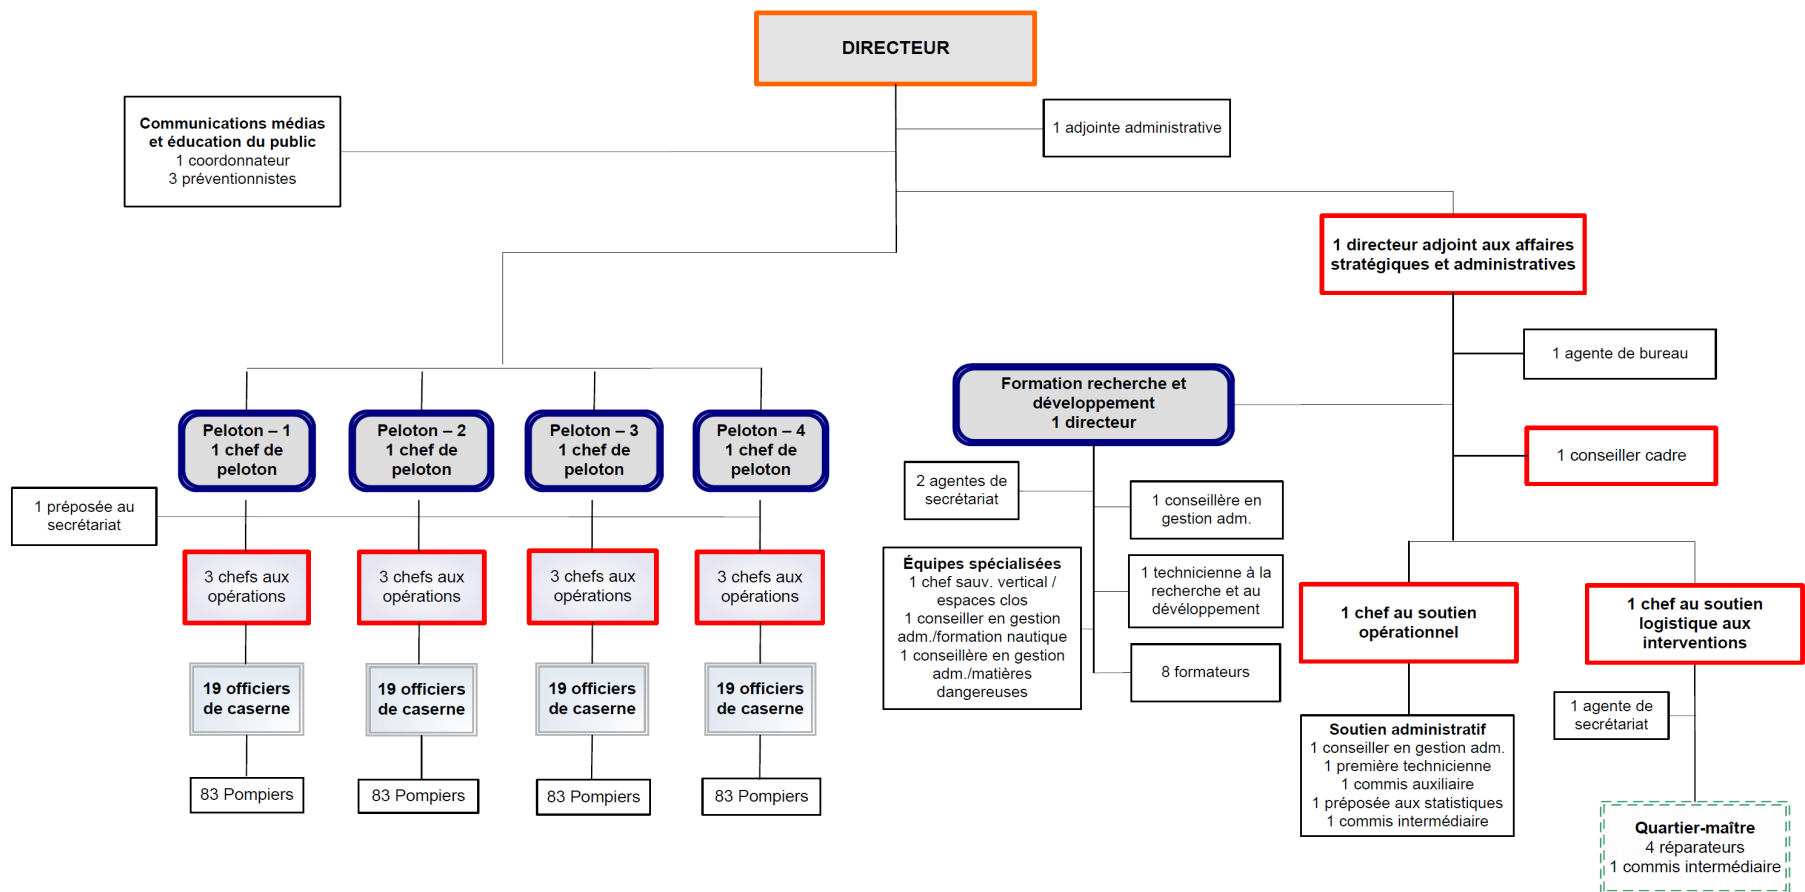 DIRECTEUR
Communications médias
et éducation du public
1 coordonnateur
3 préventionnistes
1 adjointe administrative
1 directeur adjoint aux affaires
stratégiques et administratives
1 agente de bureau
Formation recherche et
développement
1 directeur
1 conseiller cadre
Peloton – 1
1 chef de
peloton
Peloton – 2
1 chef de
peloton
Peloton – 3
1 chef de
peloton
Peloton – 4
1 chef de
peloton
1 préposée au
secrétariat
3 chefs aux
opérations
3 chefs aux
opérations
3 chefs aux
opérations
3 chefs aux
opérations
19 officiers
de caserne
19 officiers
de caserne
19 officiers
de caserne
19 officiers
de caserne
83 Pompiers
83 Pompiers
83 Pompiers
83 Pompiers
2 agentes de
secrétariat
1 conseillère en
gestion adm.
Équipes spécialisées
1 chef sauv. vertical /
espaces clos
1 conseiller en gestion
adm./formation nautique
1 conseillère en gestion
adm./matières
dangereuses
1 technicienne à la
recherche et au
dévéloppement
8 formateurs
1 chef au soutien
opérationnel
1 chef au soutien
logistique aux
interventions
Soutien administratif
1 conseiller en gestion adm.
1 première technicienne
1 commis auxiliaire
1 préposée aux statistiques
1 commis intermédiaire
1 agente de
secrétariat
Quartier-maître
4 réparateurs
1 commis intermédiaire